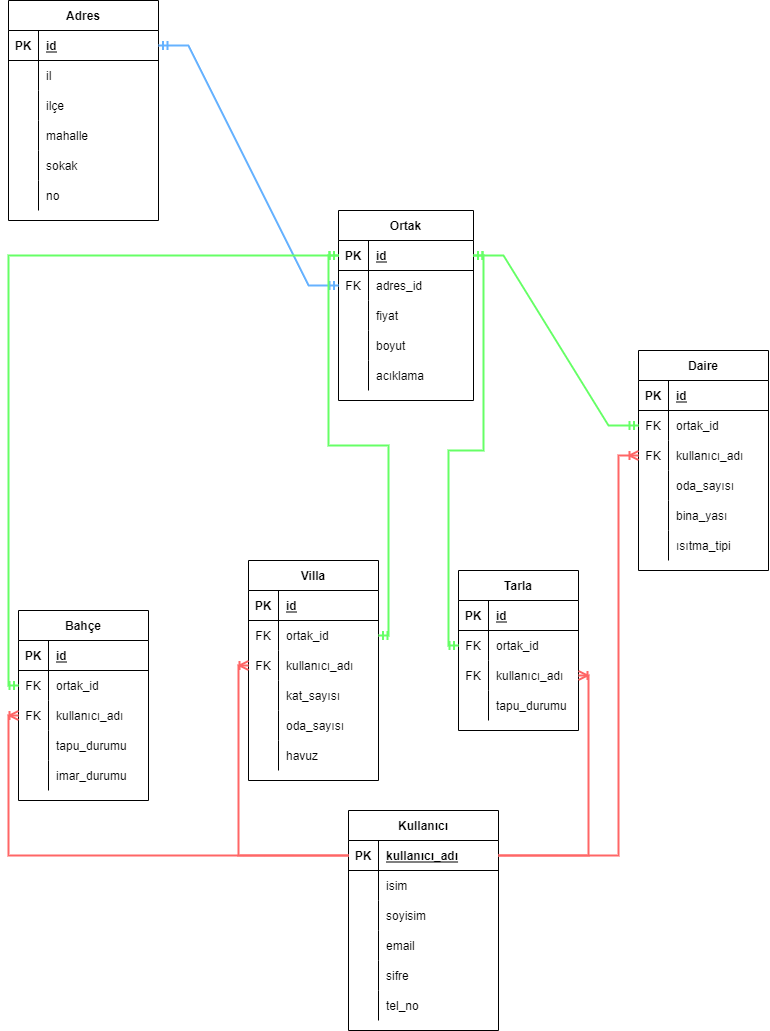 Adres
PK id
il
ilçe
mahalle
sokak
no
Ortak
PK id
FK adres_id
fiyat
boyut
acıklama
Daire
PK id
FK ortak_id
FK kullanıcı_adı
oda_sayısı
bina_yası
ısıtma_tipi
Villa
PK id
FK ortak_id
FK kullanıcı_adı
kat_sayısı
oda_sayısı
havuz
Tarla
PK id
FK ortak_id
FK kullanıcı_adı
tapu_durumu
Bahçe
PK id
FK ortak_id
FK kullanıcı_adı
tapu_durumu
imar_durumu
Kullanıcı
PK kullanıcı_adı
isim
soyisim
email
sifre
tel_no